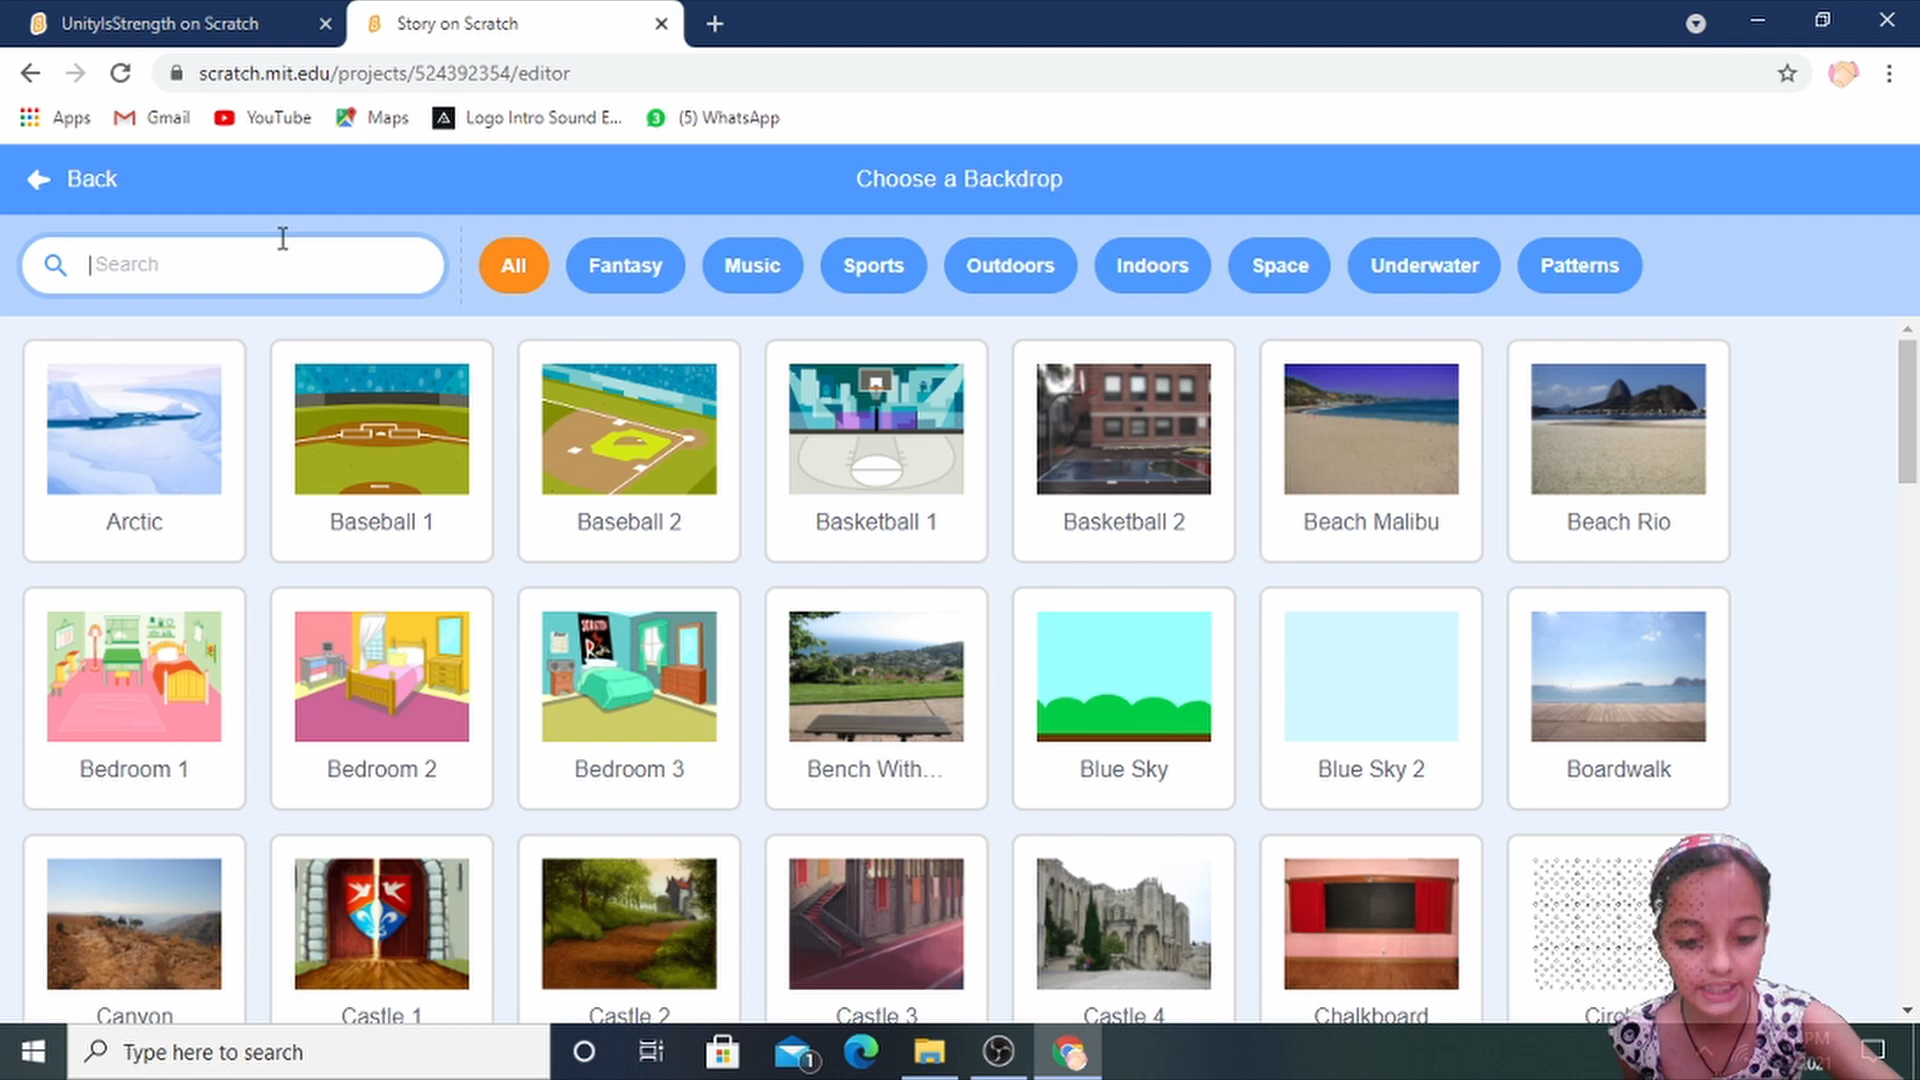 UnityIsStrength on Scratch
Story on Scratch
scratch.mit.edu/projects/524392354/editor
Apps
Gmail
YouTube
Maps
Logo Intro Sound E...
(5) WhatsApp
Back
Choose a Backdrop
Search
All
Fantasy
Music
Sports
Outdoors
Indoors
Space
Underwater
Patterns
Arctic
Baseball 1
Baseball 2
Basketball 1
Basketball 2
Beach Malibu
Beach Rio
Bedroom 1
Bedroom 2
Bedroom 3
Bench With...
Blue Sky
Blue Sky 2
Boardwalk
Canyon
Castle 1
Castle 2
Castle 3
Castle 4
Chalkboard
Type here to search
1
PM